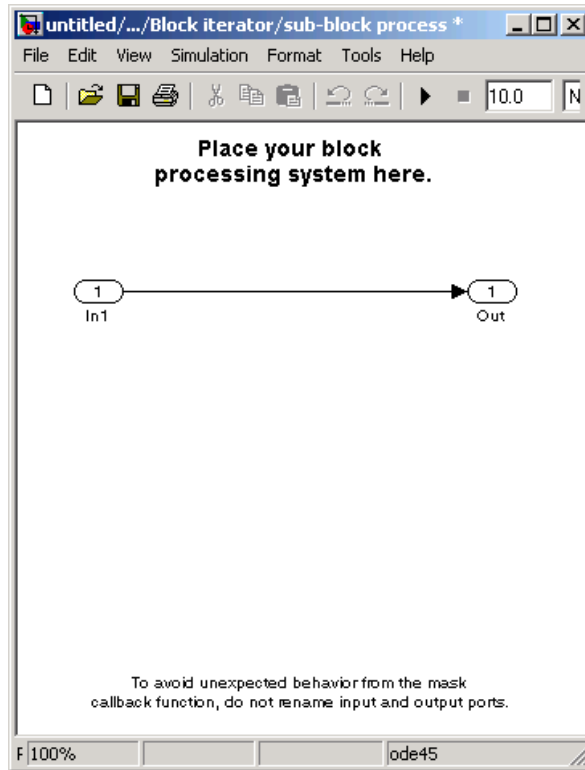 untitled/.../Block iterator/sub-block process *
File Edit View Simulation Format Tools Help
10.0 N
Place your block
processing system here.
1 1
In1 Out
To avoid unexpected behavior from the mask
callback function, do not rename input and output ports.
F 100% ode45